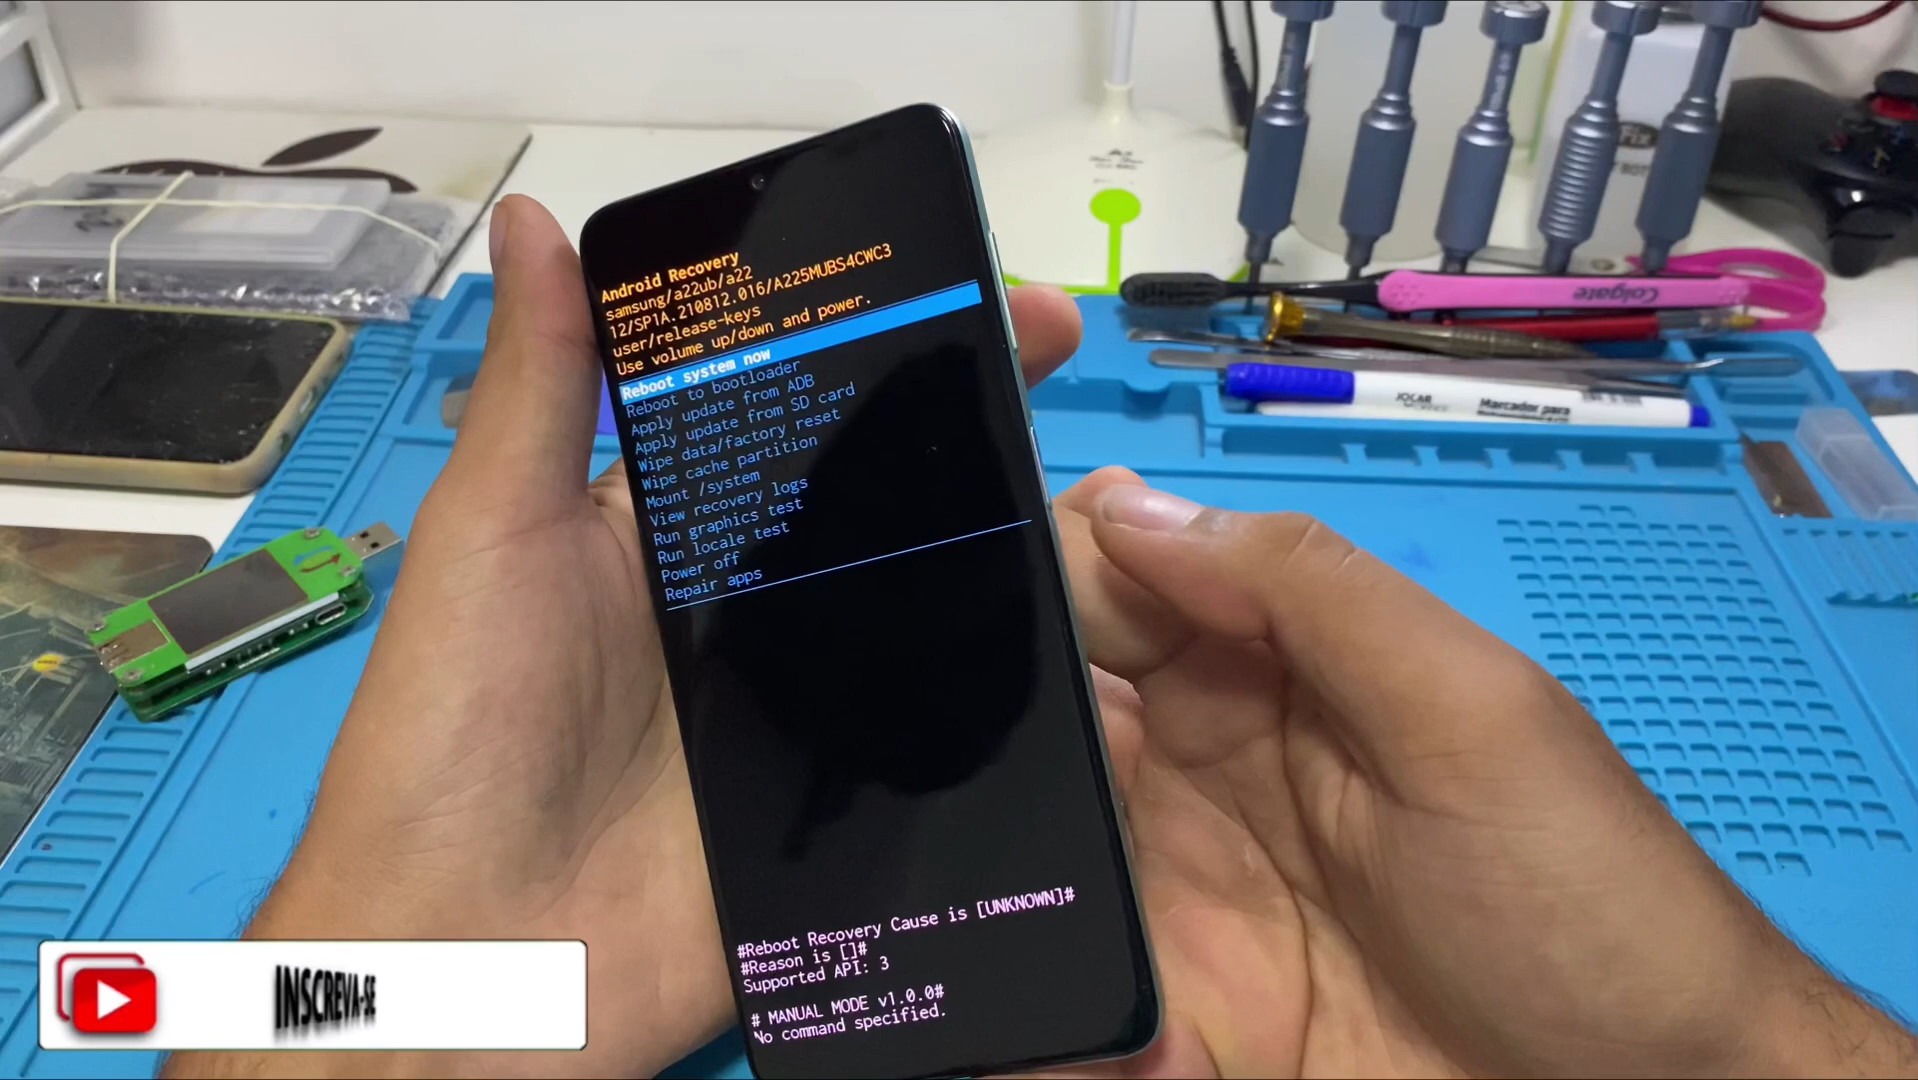 Android Recovery
samsung/a22ub/a22
12/SP1A.210812.016/A225MUBS4CWC3
user/release-keys
Use volume up/down and power.
Reboot system now
Reboot to bootloader
Apply update from ADB
Apply update from SD card
Wipe data/factory reset
Wipe cache partition
Mount /system
View recovery logs
Run graphics test
Run locale test
Power off
Repair apps
#Reboot Recovery Cause is [UNKNOWN]#
#Reason is []#
Supported API: 3
# MANUAL MODE v1.0.0#
No command specified.
INSCREVA-SE
Colgate
JOCAR
Marcador para
Fix